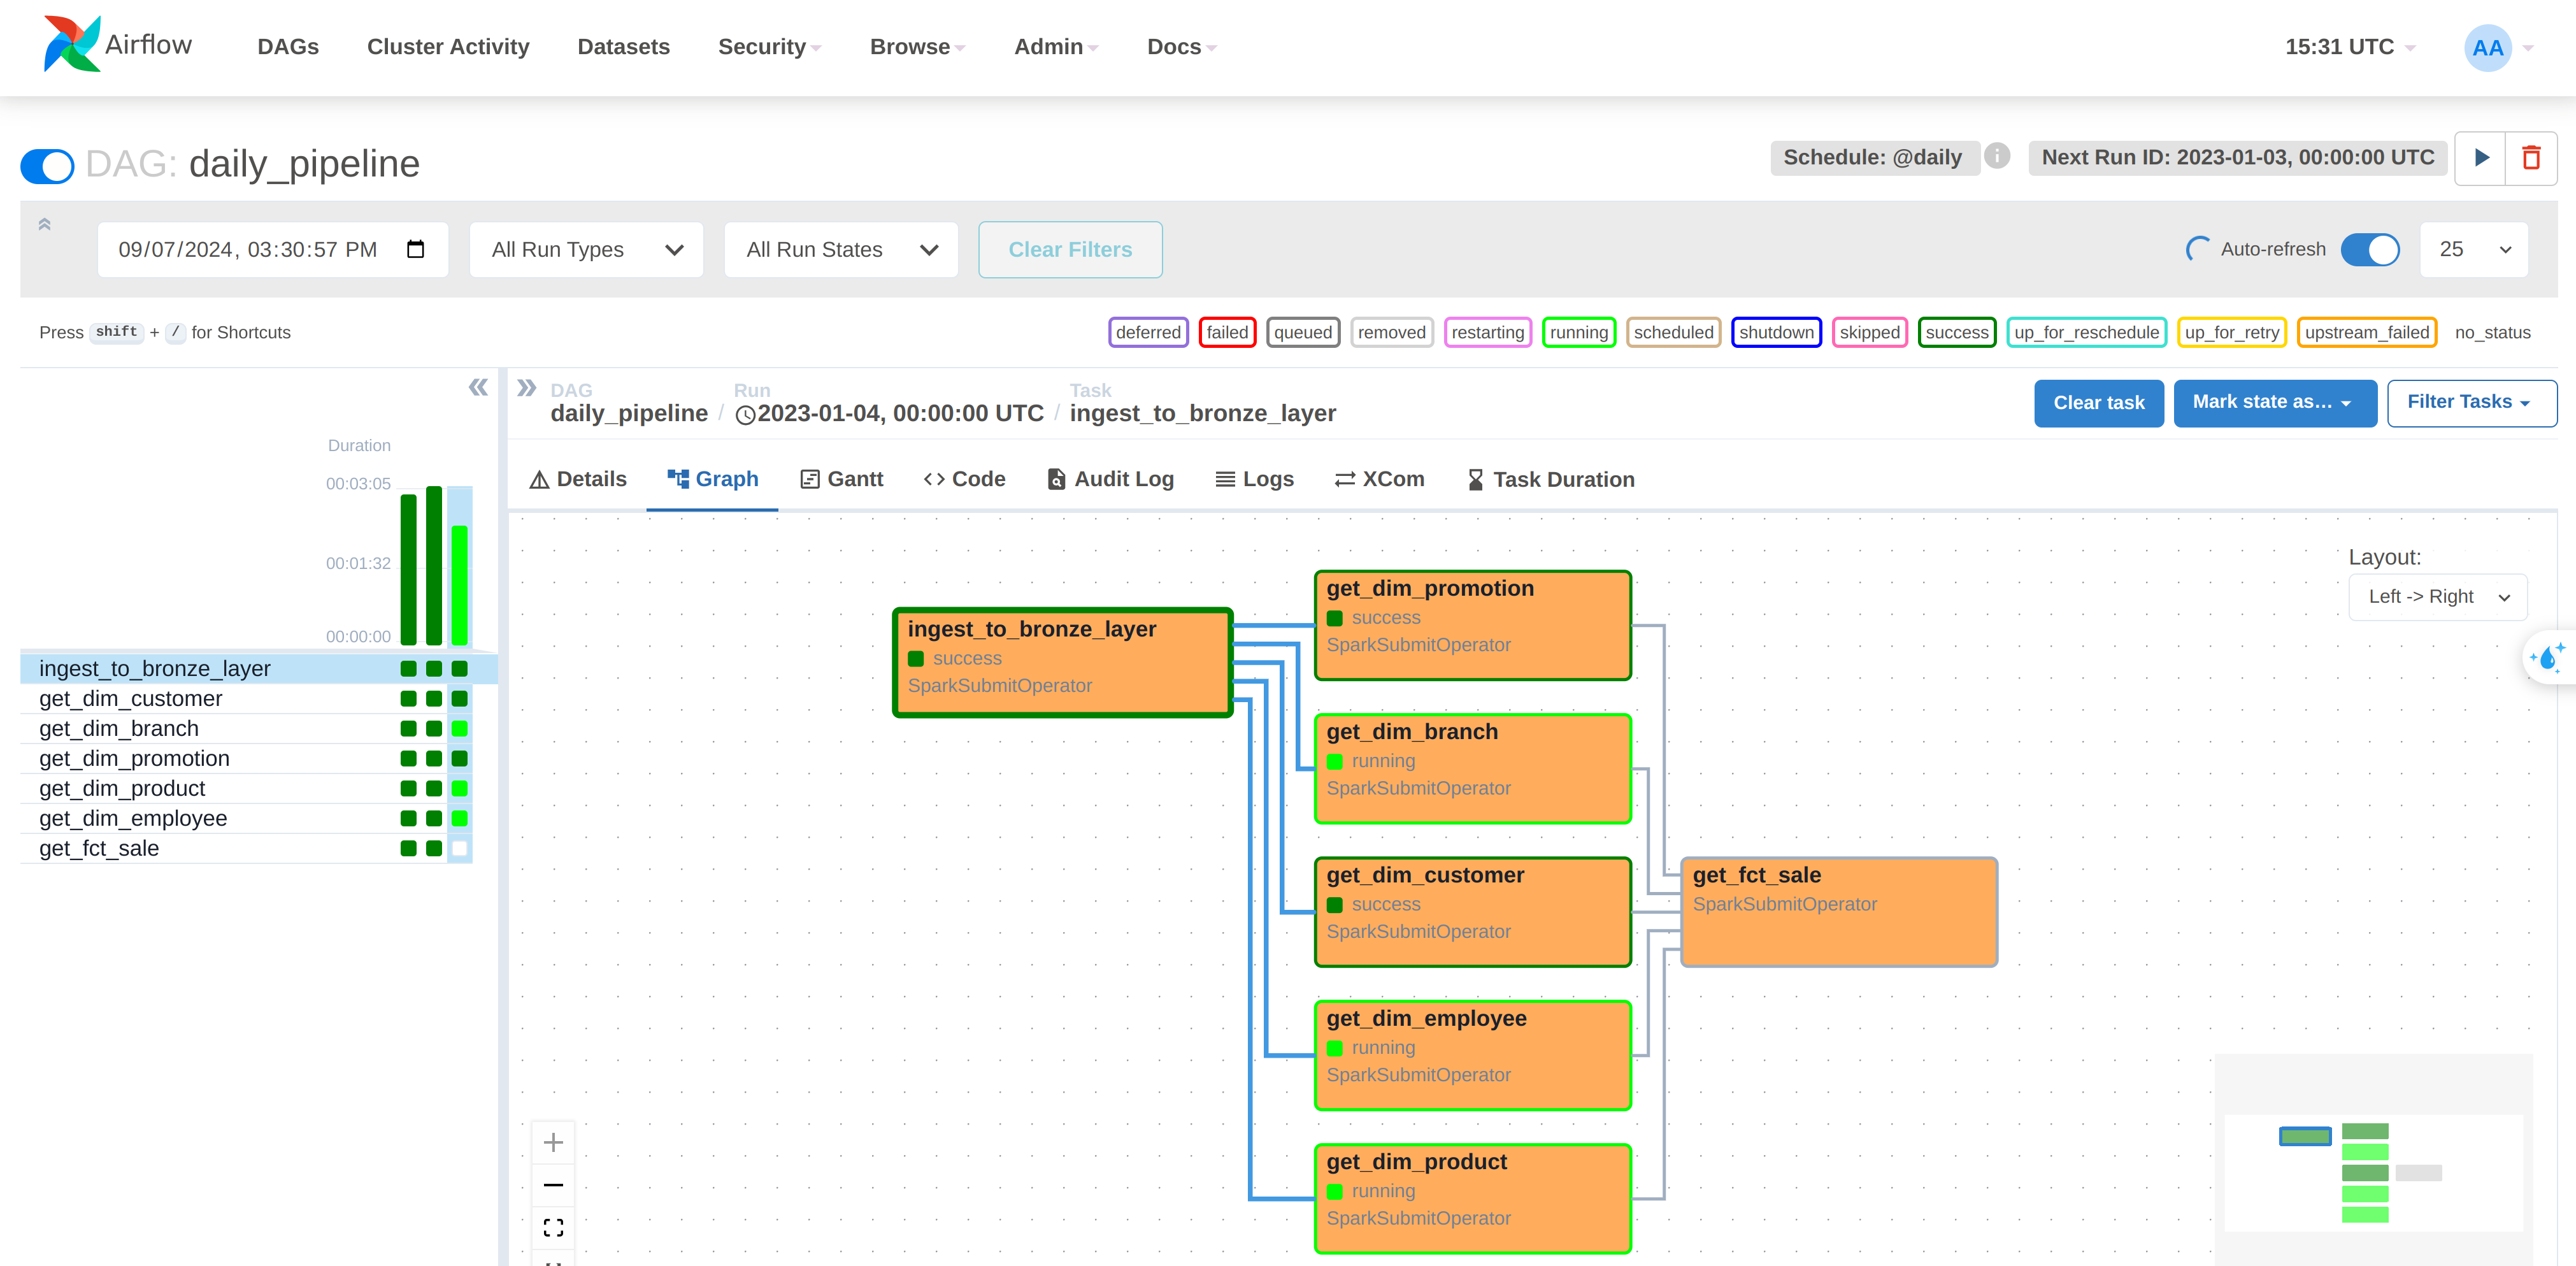 Airflow DAGs Cluster Activity Datasets Security Browse Admin Docs 15:31 UTC AA
DAG: daily_pipeline Schedule: @daily i Next Run ID: 2023-01-03, 00:00:00 UTC
09/07/2024, 03:30:57 PM All Run Types All Run States Clear Filters Auto-refresh 25
Press shift + / for Shortcuts deferred failed queued removed restarting running scheduled shutdown skipped success up_for_reschedule up_for_retry upstream_failed no_status
DAG Run Task
daily_pipeline / 2023-01-04, 00:00:00 UTC / ingest_to_bronze_layer
Clear task Mark state as... Filter Tasks
Details Graph Gantt Code Audit Log Logs XCom Task Duration
Duration
00:03:05
00:01:32
00:00:00
ingest_to_bronze_layer
get_dim_customer
get_dim_branch
get_dim_promotion
get_dim_product
get_dim_employee
get_fct_sale
Layout:
Left -> Right
ingest_to_bronze_layer
success
SparkSubmitOperator
get_dim_promotion
success
SparkSubmitOperator
get_dim_branch
running
SparkSubmitOperator
get_dim_customer
success
SparkSubmitOperator
get_dim_employee
running
SparkSubmitOperator
get_dim_product
running
SparkSubmitOperator
get_fct_sale
SparkSubmitOperator